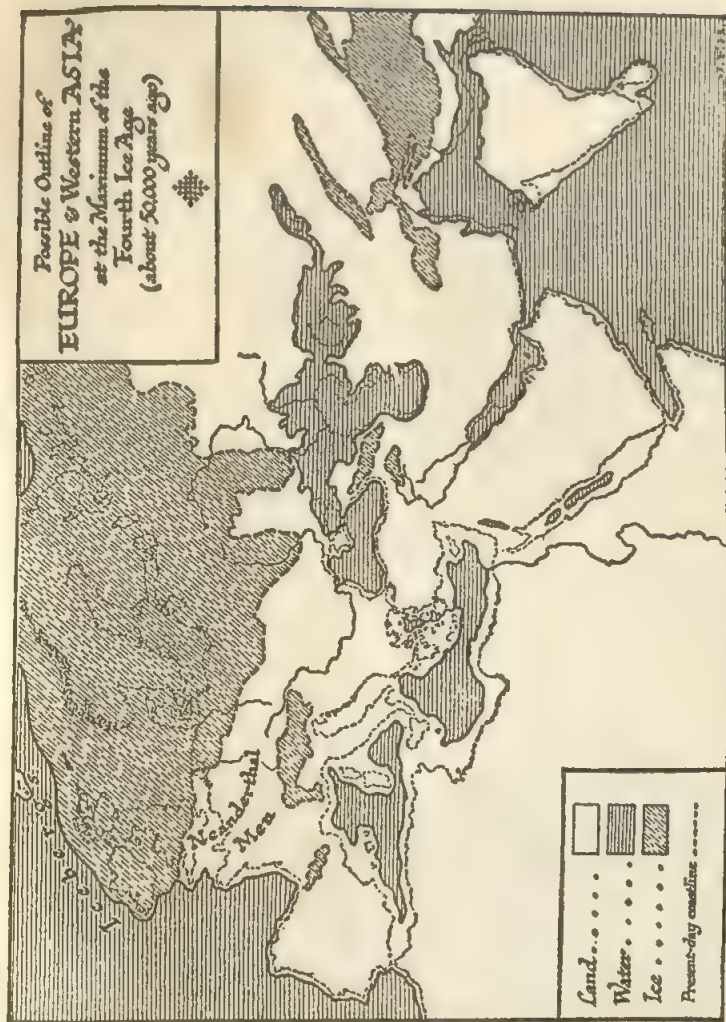 Possible Outline of
EUROPE & Western ASIA
at the Maximum of the
Fourth Ice Age
(about 50,000 years ago)
Icebergs
Neanderthal
Men
Land
Water
Ice
Present-day coastline
J.F.H.